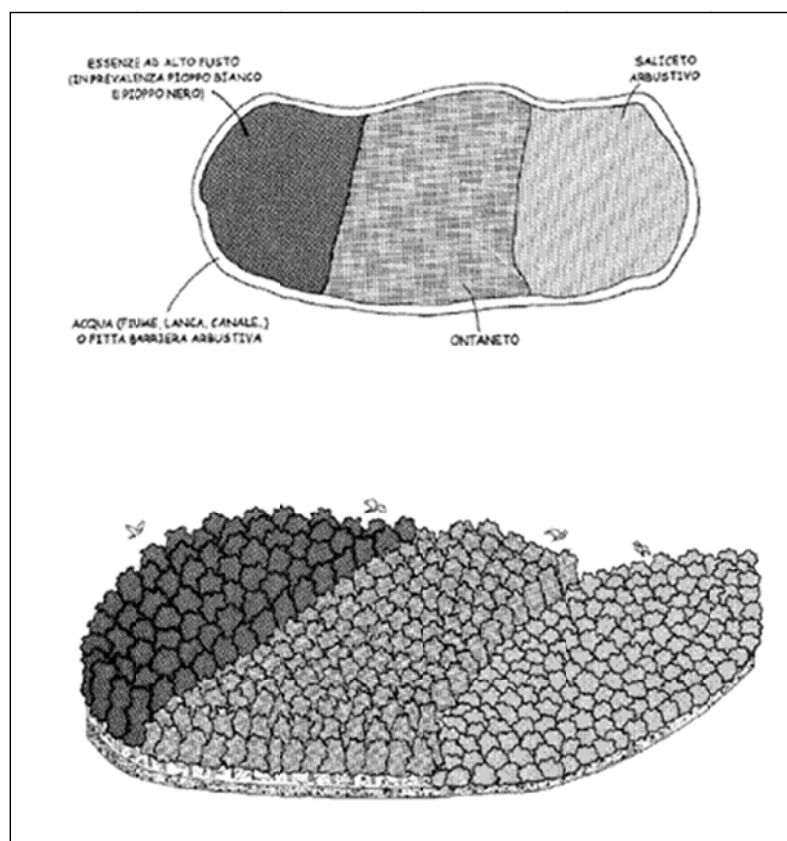 ESSENZE AD ALTO FUSTO
(IN PREVALENZA PIOPPO BIANCO
E PIOPPO NERO)
SALICETO
ARBUSTIVO
ACQUA (FIUME, LANCA, CANALE..)
O FITTA BARRIERA ARBUSTIVA
ONTANETO